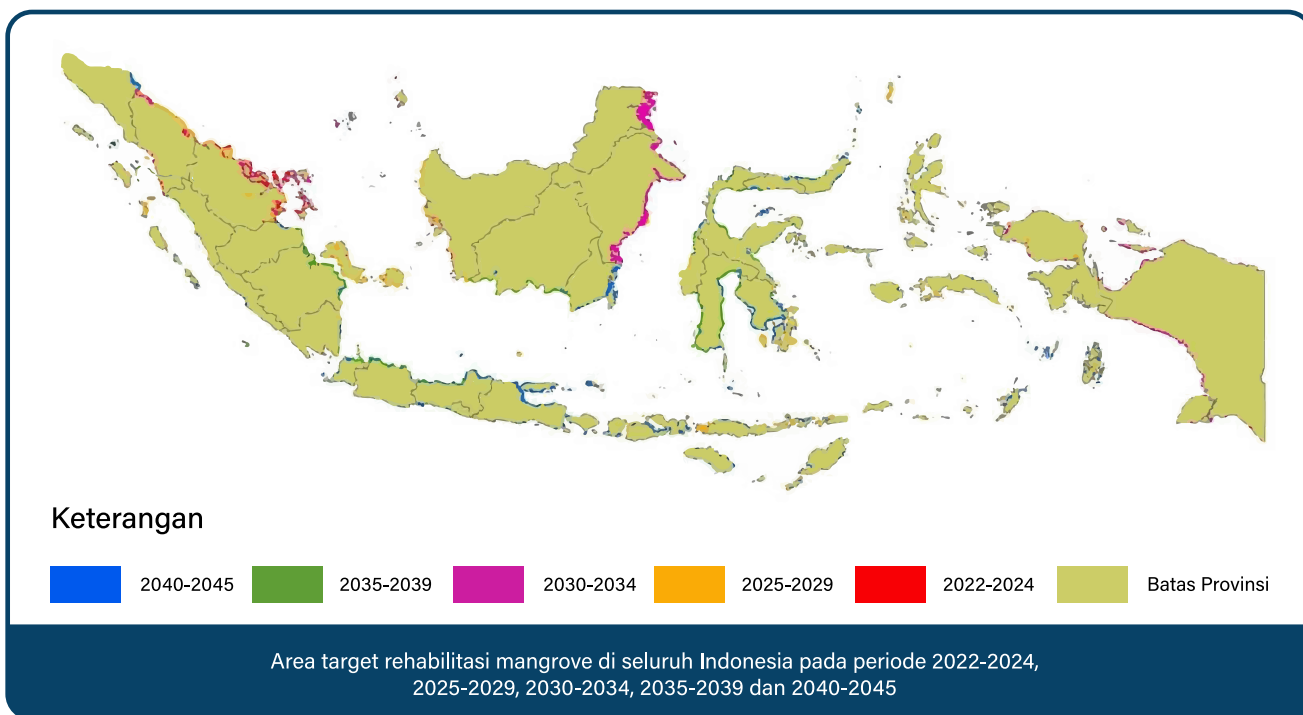 Keterangan
2040-2045
2035-2039
2030-2034
2025-2029
2022-2024
Batas Provinsi
Area target rehabilitasi mangrove di seluruh Indonesia pada periode 2022-2024,
2025-2029, 2030-2034, 2035-2039 dan 2040-2045